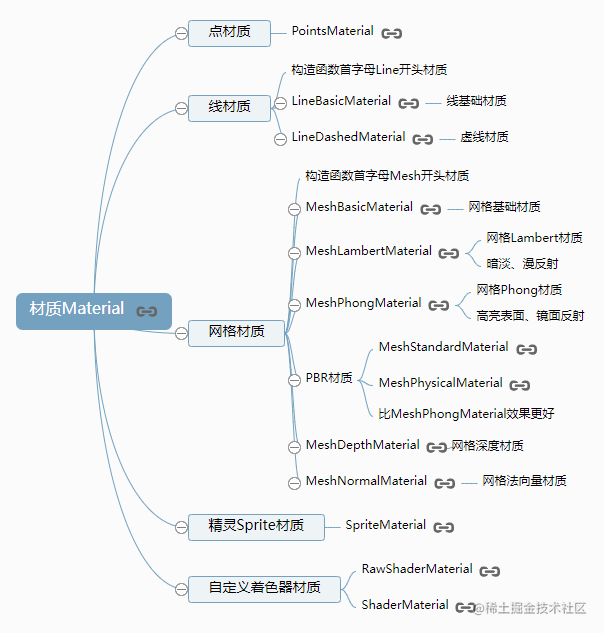 材质Material
点材质
PointsMaterial
线材质
构造函数首字母Line开头材质
LineBasicMaterial
线基础材质
LineDashedMaterial
虚线材质
网格材质
构造函数首字母Mesh开头材质
MeshBasicMaterial
网格基础材质
MeshLambertMaterial
网格Lambert材质
暗淡、漫反射
MeshPhongMaterial
网格Phong材质
高亮表面、镜面反射
PBR材质
MeshStandardMaterial
MeshPhysicalMaterial
比MeshPhongMaterial效果更好
MeshDepthMaterial
网格深度材质
MeshNormalMaterial
网格法向量材质
精灵Sprite材质
SpriteMaterial
自定义着色器材质
RawShaderMaterial
ShaderMaterial
@稀土掘金技术社区